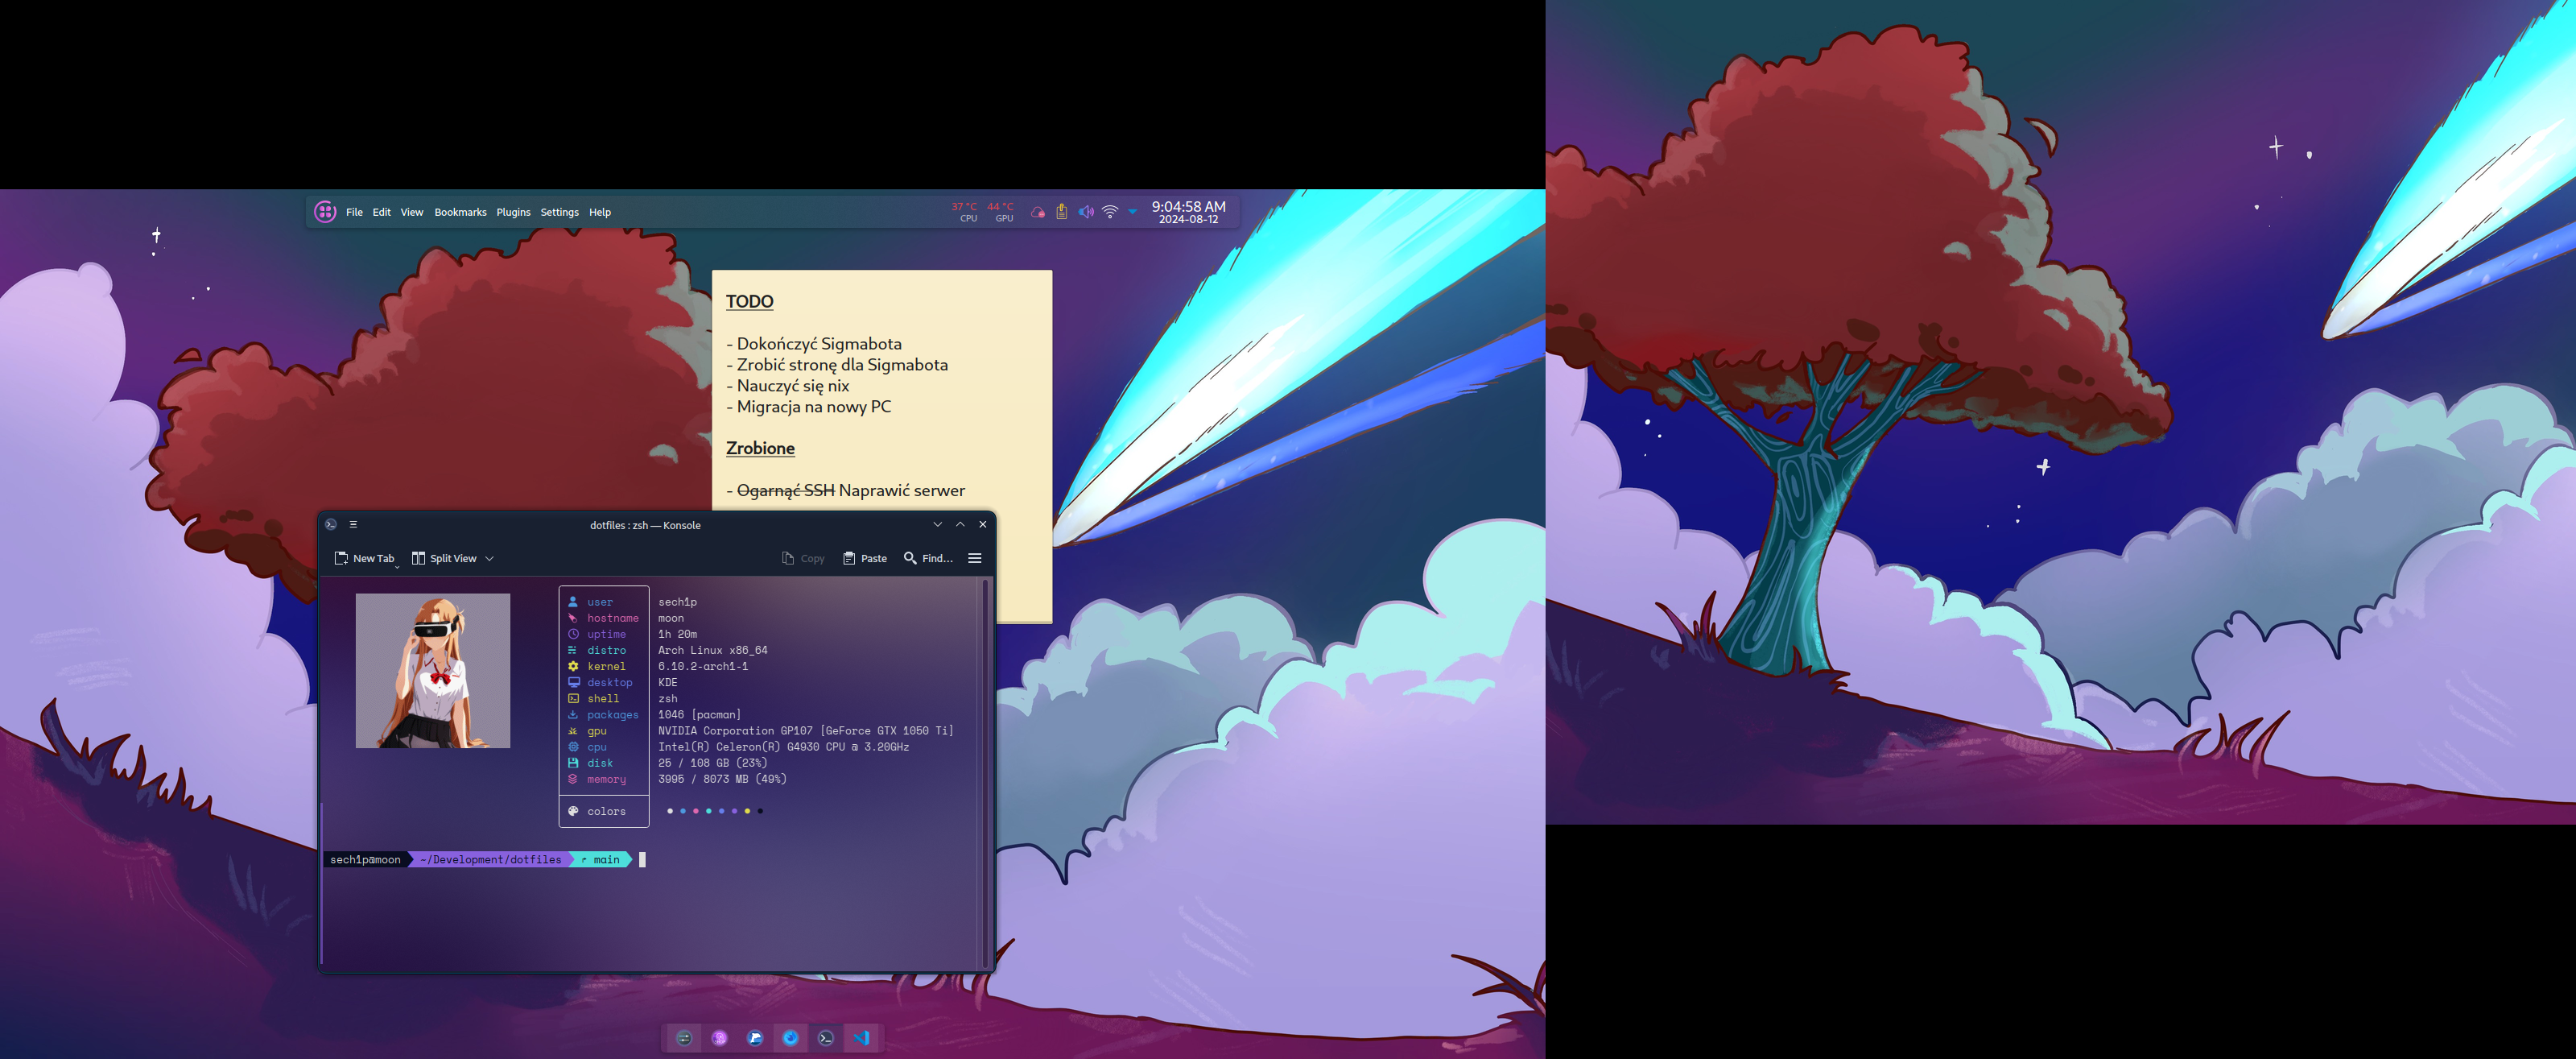 File Edit View Bookmarks Plugins Settings Help
37 °C 44 °C
CPU GPU
9:04:58 AM
2024-08-12
TODO
- Dokończyć Sigmabota
- Zrobić stronę dla Sigmabota
- Nauczyć się nix
- Migracja na nowy PC
Zrobione
- Ogarnąć SSH Naprawić serwer
dotfiles : zsh — Konsole
New Tab Split View Copy Paste Find...
user sech1p
hostname moon
uptime 1h 20m
distro Arch Linux x86_64
kernel 6.10.2-arch1-1
desktop KDE
shell zsh
packages 1046 [pacman]
gpu NVIDIA Corporation GP107 [GeForce GTX 1050 Ti]
cpu Intel(R) Celeron(R) G4930 CPU @ 3.20GHz
disk 25 / 108 GB (23%)
memory 3995 / 8073 MB (49%)
colors
sech1p@moon ~/Development/dotfiles main